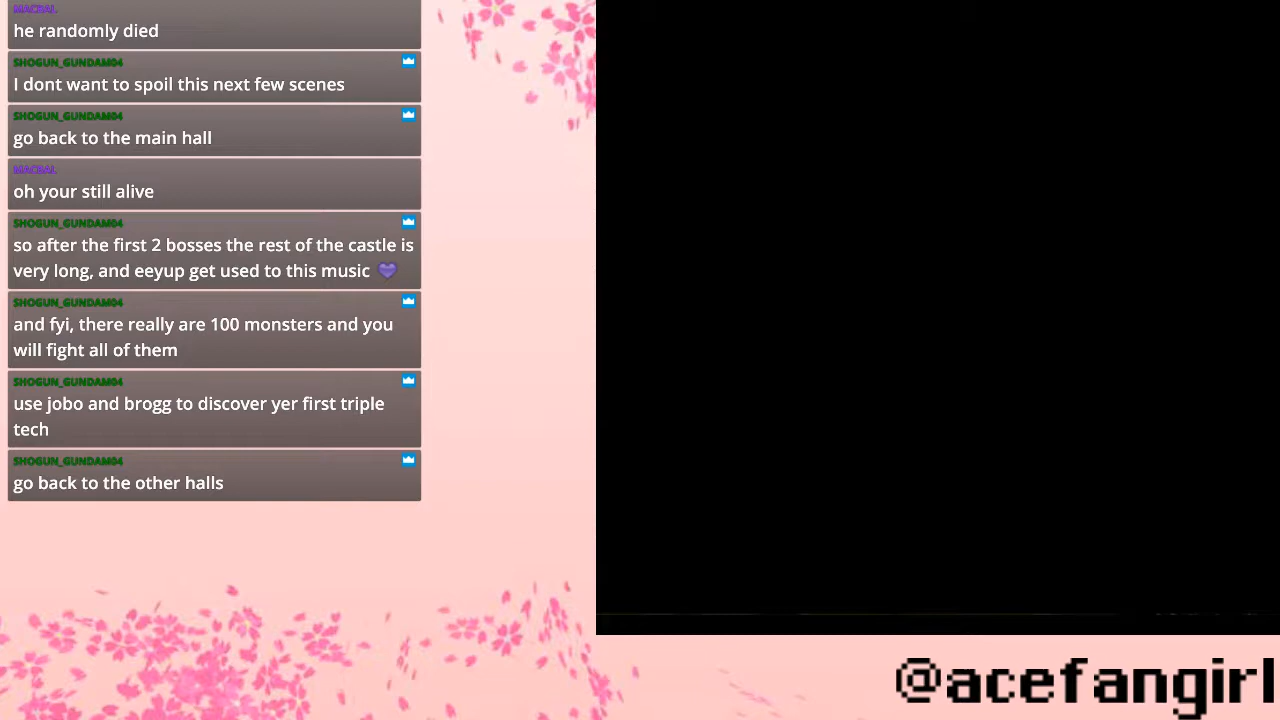 MACBAL
he randomly died
SHOGUN_GUNDAM04
I dont want to spoil this next few scenes
SHOGUN_GUNDAM04
go back to the main hall
MACBAL
oh your still alive
SHOGUN_GUNDAM04
so after the first 2 bosses the rest of the castle is
very long, and eeyup get used to this music 💜
SHOGUN_GUNDAM04
and fyi, there really are 100 monsters and you
will fight all of them
SHOGUN_GUNDAM04
use jobo and brogg to discover yer first triple
tech
SHOGUN_GUNDAM04
go back to the other halls
@acefangirl